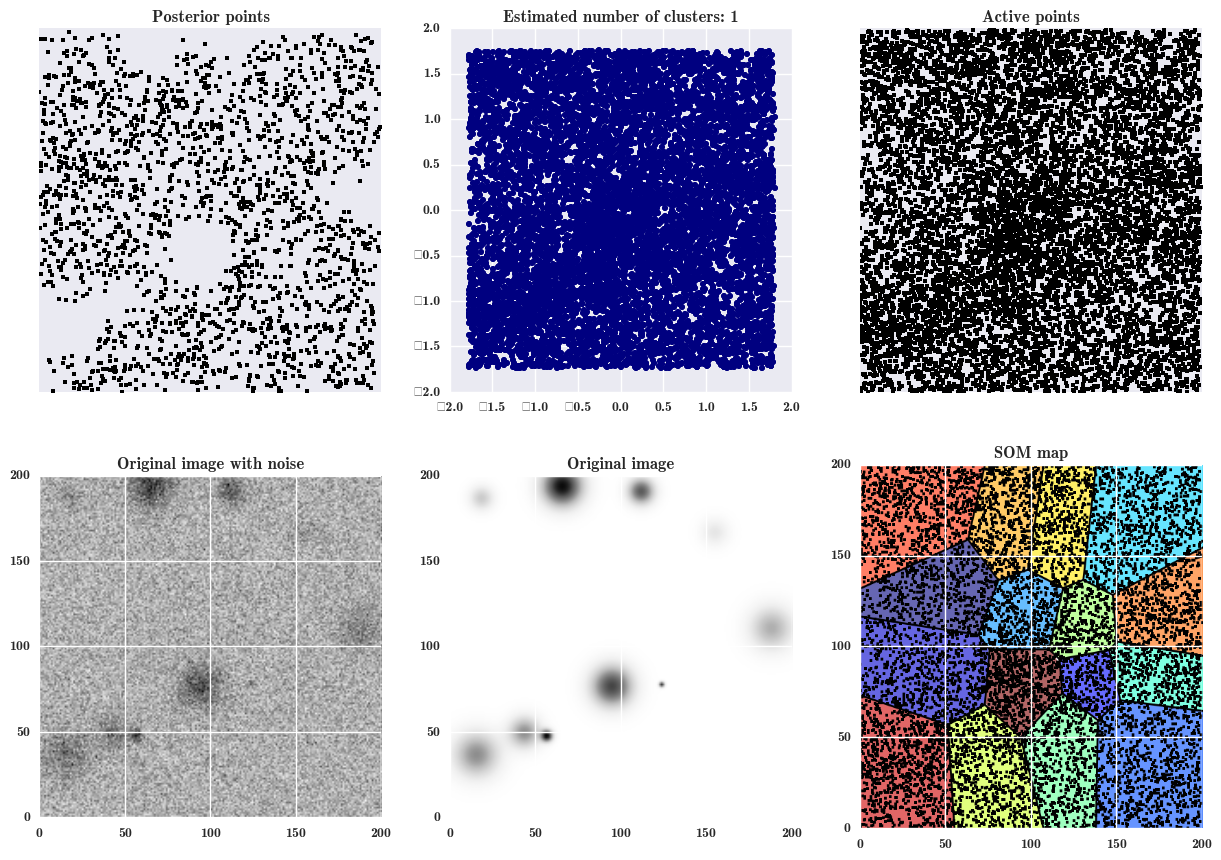 Posterior points
Estimated number of clusters: 1
Active points
2.0
1.5
1.0
0.5
0.0
□0.5
□1.0
□1.5
□2.0
□2.0 □1.5 □1.0 □0.5 0.0 0.5 1.0 1.5 2.0
Original image with noise
Original image
SOM map
200
150
100
50
0
0 50 100 150 200
200
150
100
50
0
0 50 100 150 200
200
150
100
50
0
0 50 100 150 200